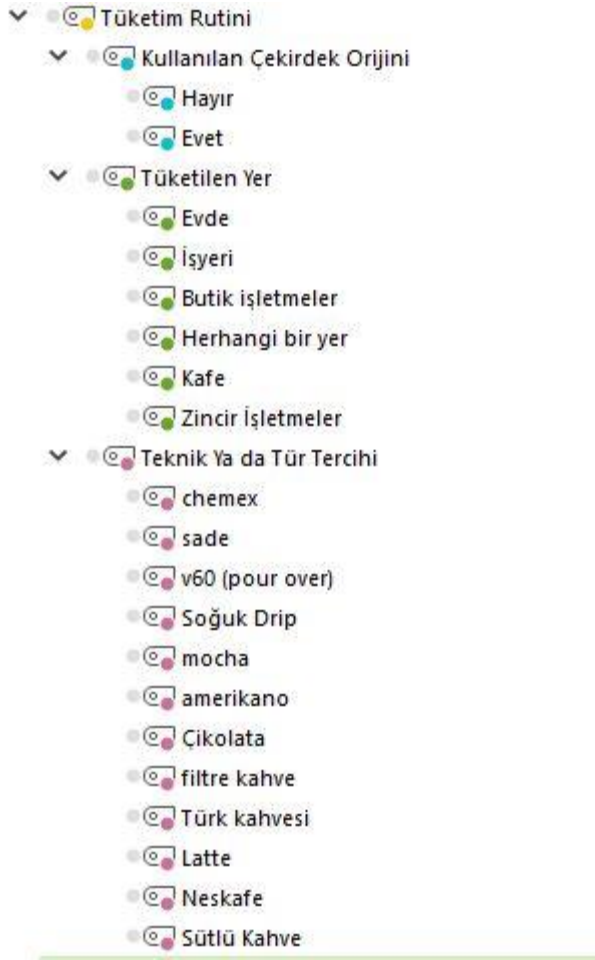 Tüketim Rutini
Kullanılan Çekirdek Orijini
Hayır
Evet
Tüketilen Yer
Evde
İşyeri
Butik işletmeler
Herhangi bir yer
Kafe
Zincir İşletmeler
Teknik Ya da Tür Tercihi
chemex
sade
v60 (pour over)
Soğuk Drip
mocha
amerikano
Çikolata
filtre kahve
Türk kahvesi
Latte
Neskafe
Sütlü Kahve